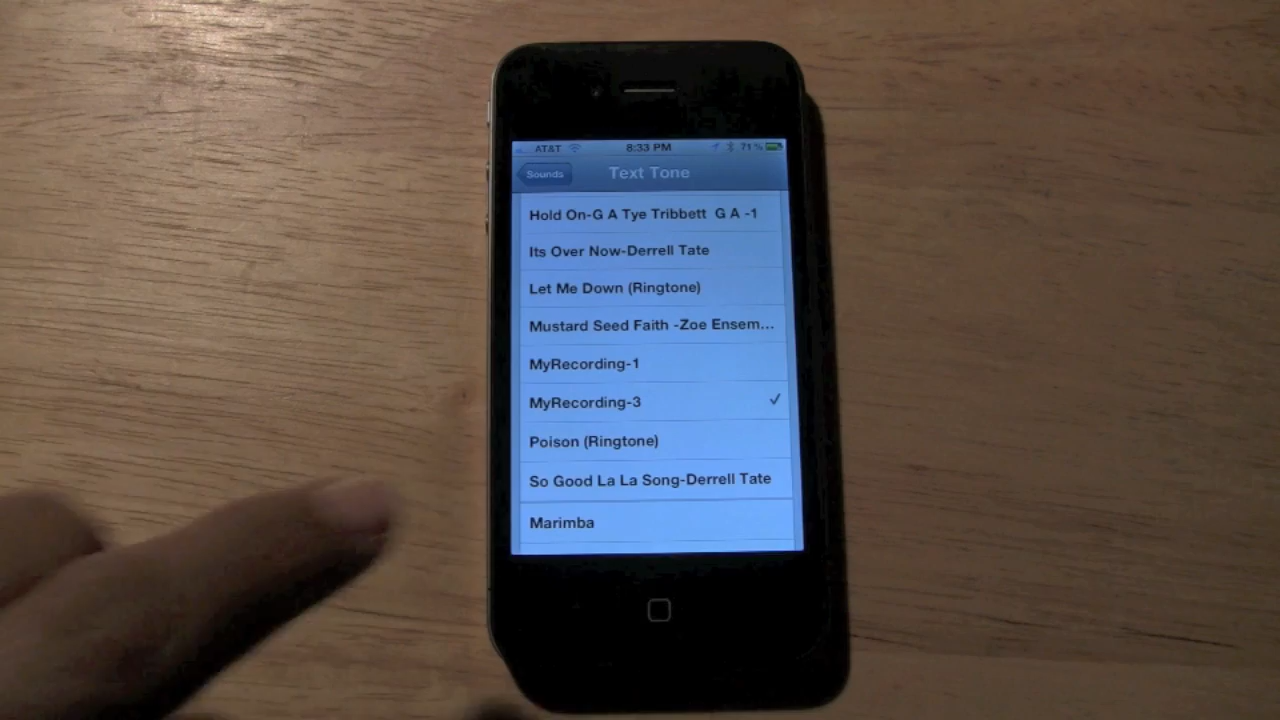 AT&T 8:33 PM 71%
Sounds Text Tone
Hold On-G A Tye Tribbett G A -1
Its Over Now-Derrell Tate
Let Me Down (Ringtone)
Mustard Seed Faith -Zoe Ensem...
MyRecording-1
MyRecording-3
Poison (Ringtone)
So Good La La Song-Derrell Tate
Marimba